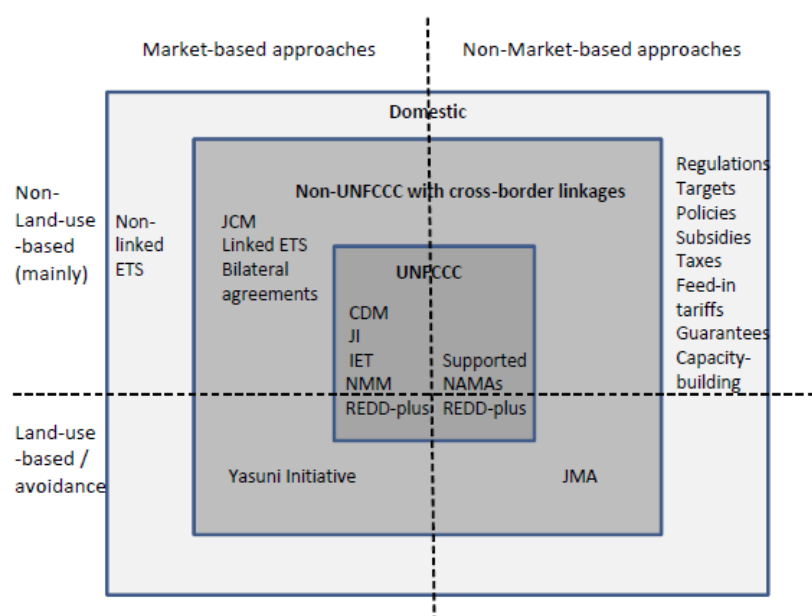 Market-based approaches
Non-Market-based approaches
Domestic
Non-
Land-use
-based
(mainly)
Non-
linked
ETS
Non-UNFCCC with cross-border linkages
JCM
Linked ETS
Bilateral
agreements
UNFCCC
CDM
JI
IET
NMM
REDD-plus
Supported
NAMAs
REDD-plus
Regulations
Targets
Policies
Subsidies
Taxes
Feed-in
tariffs
Guarantees
Capacity-
building
Land-use
-based /
avoidance
Yasuni Initiative
JMA